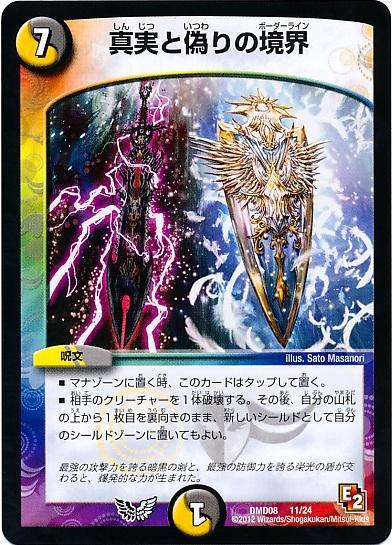 7
しんじつ いつわ ボーダーライン
真実と偽りの境界
illus. Sato Masanori
呪文
■ マナゾーンに置く時、このカードはタップして置く。
■ 相手のクリーチャーを1体破壊する。その後、自分の山札
の上から1枚目を裏向きのまま、新しいシールドとして自分
のシールドゾーンに置いてもよい。
最強の攻撃力を誇る暗黒の剣と、最強の防御力を誇る栄光の盾が交
わると、爆発的な力が生まれた。
1
DMD08 11/24
©2012 Wizards/Shogakukan/Mitsui-Kids
E2